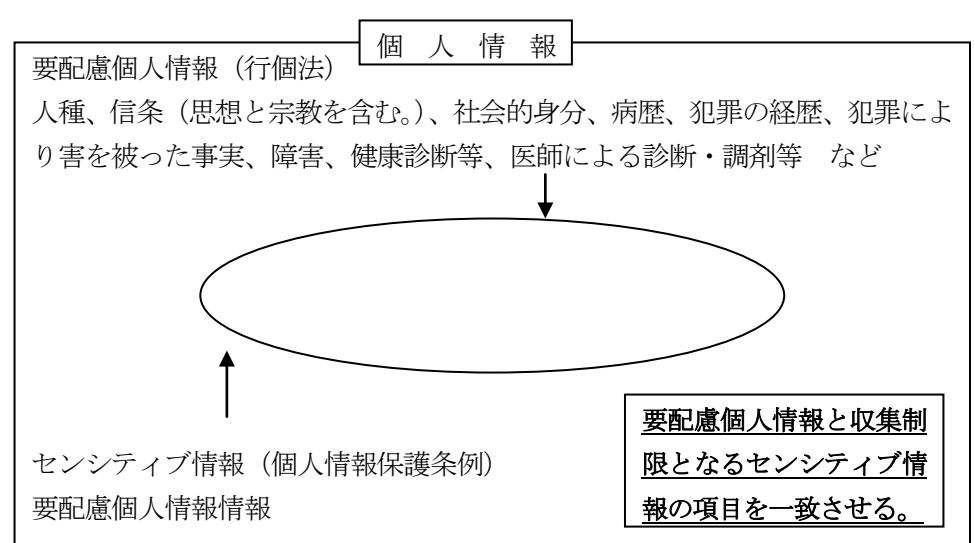 個 人 情 報
要配慮個人情報（行個法）
人種、信条（思想と宗教を含む。）、社会的身分、病歴、犯罪の経歴、犯罪によ
り害を被った事実、障害、健康診断等、医師による診断・調剤等　など
センシティブ情報（個人情報保護条例）
要配慮個人情報情報
要配慮個人情報と収集制
限となるセンシティブ情
報の項目を一致させる。